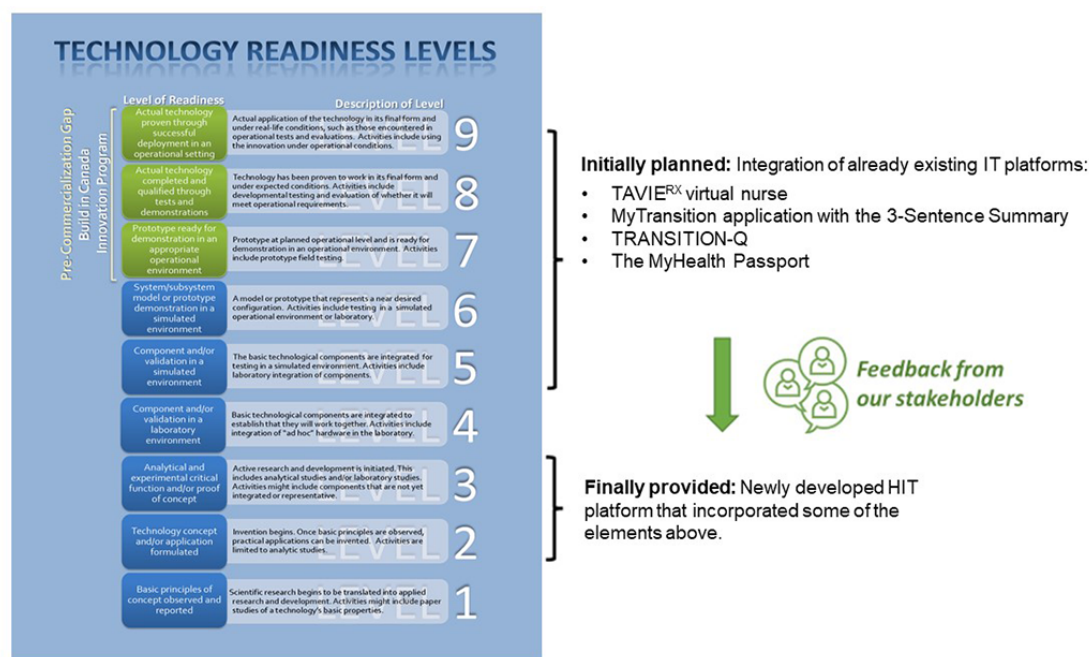 TECHNOLOGY READINESS LEVELS
Pre-Commercialization Gap
Build in Canada
Innovation Program
Level of Readiness
Description of Level
Actual technology
proven through
successful
deployment in an
operational setting
Actual application of the technology in its final form and
under real-life conditions, such as those encountered in
operational tests and evaluations. Activities include using
the innovation under operational conditions.
LEVEL 9
Actual technology
completed and
qualified through
tests and
demonstrations
Technology has been proven to work in its final form and
under expected conditions. Activities include
developmental testing and evaluation of whether it will
meet operational requirements.
LEVEL 8
Prototype ready for
demonstration in an
appropriate
operational
environment
Prototype at planned operational level and is ready for
demonstration in an operational environment. Activities
include prototype field testing.
LEVEL 7
System/subsystem
model or prototype
demonstration in a
simulated
environment
A model or prototype that represents a near desired
configuration. Activities include testing in a simulated
operational environment or laboratory.
LEVEL 6
Component and/or
validation in a
simulated
environment
The basic technological components are integrated for
testing in a simulated environment. Activities include
laboratory integration of components.
LEVEL 5
Component and/or
validation in a
laboratory
environment
Basic technological components are integrated to
establish that they will work together. Activities include
integration of "ad hoc" hardware in the laboratory.
LEVEL 4
Analytical and
experimental critical
function and/or proof
of concept
Active research and development is initiated. This
includes analytical studies and/or laboratory studies.
Activities might include components that are not yet
integrated or representative.
LEVEL 3
Technology concept
and/or application
formulated
Invention begins. Once basic principles are observed,
practical applications can be invented. Activities are
limited to analytic studies.
LEVEL 2
Basic principles of
concept observed and
reported
Scientific research begins to be translated into applied
research and development. Activities might include paper
studies of a technology's basic properties.
LEVEL 1
Initially planned: Integration of already existing IT platforms:
• TAVIE RX virtual nurse
• MyTransition application with the 3-Sentence Summary
• TRANSITION-Q
• The MyHealth Passport
Feedback from
our stakeholders
Finally provided: Newly developed HIT
platform that incorporated some of the
elements above.